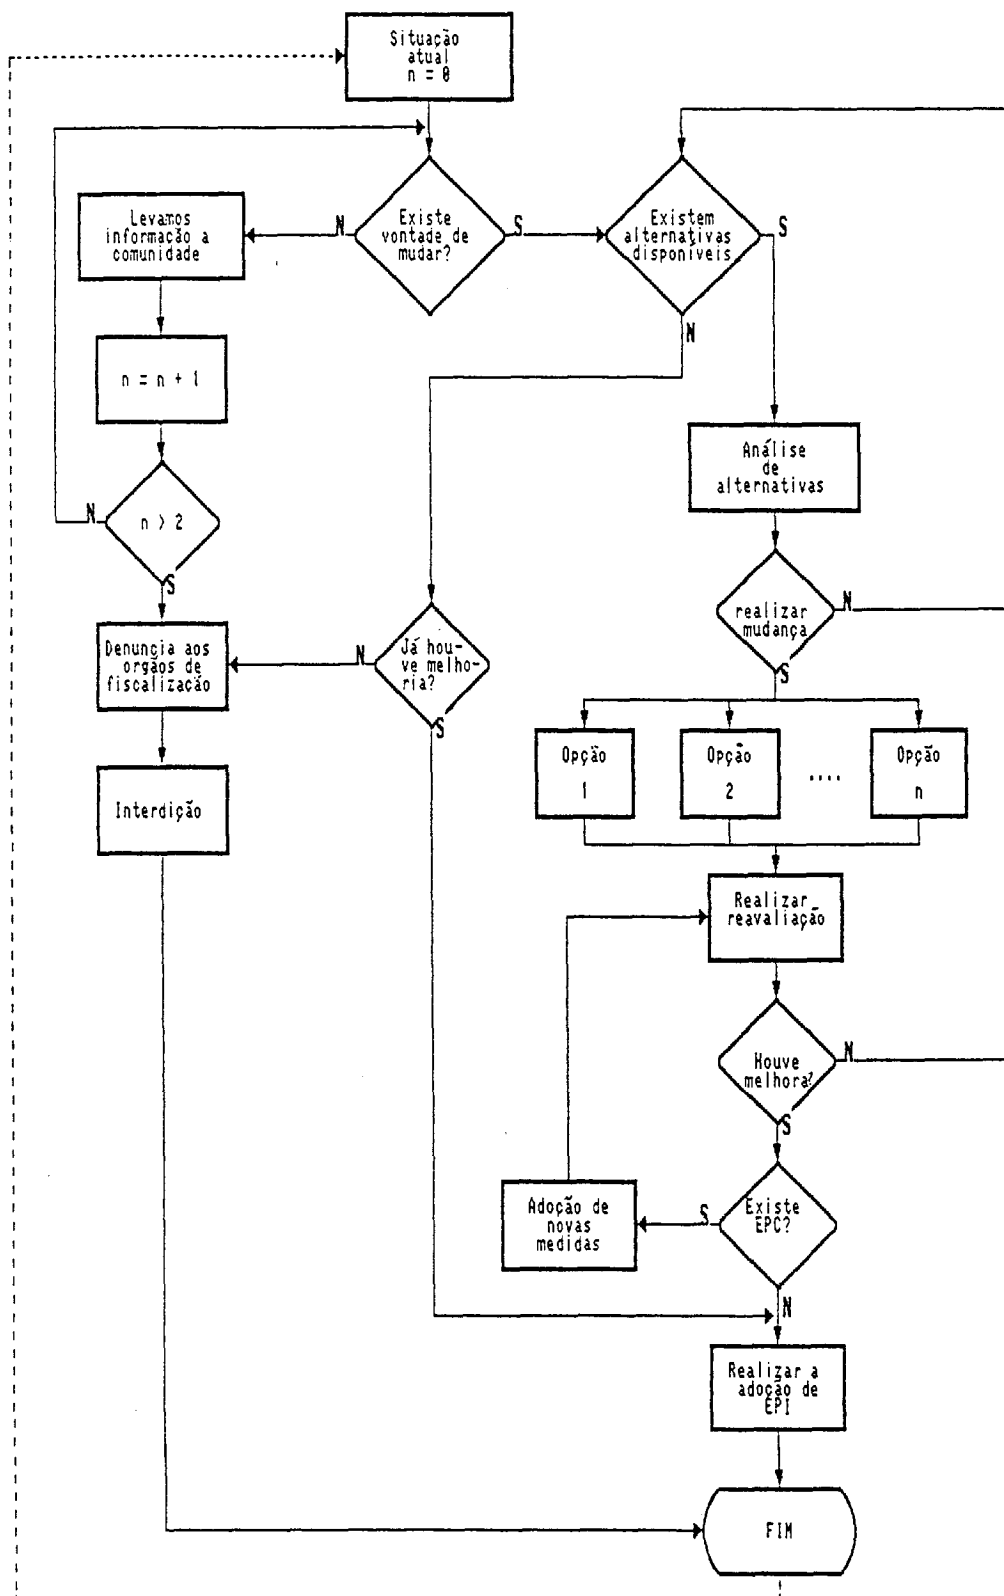 Situação
atual
n = 0
Existe
vontade de
mudar?
N
S
Existem
alternativas
disponíveis
S
N
Levamos
informação a
comunidade
n = n + 1
n > 2
N
S
Análise
de
alternativas
realizar
mudança
N
S
Denuncia aos
orgãos de
fiscalização
Já hou-
ve melho-
ria?
N
S
Interdição
Opção
1
Opção
2
....
Opção
n
Realizar
reavaliação
Houve
melhora?
N
S
Existe
EPC?
S
N
Adoção de
novas
medidas
Realizar a
adoção de
EPI
FIM